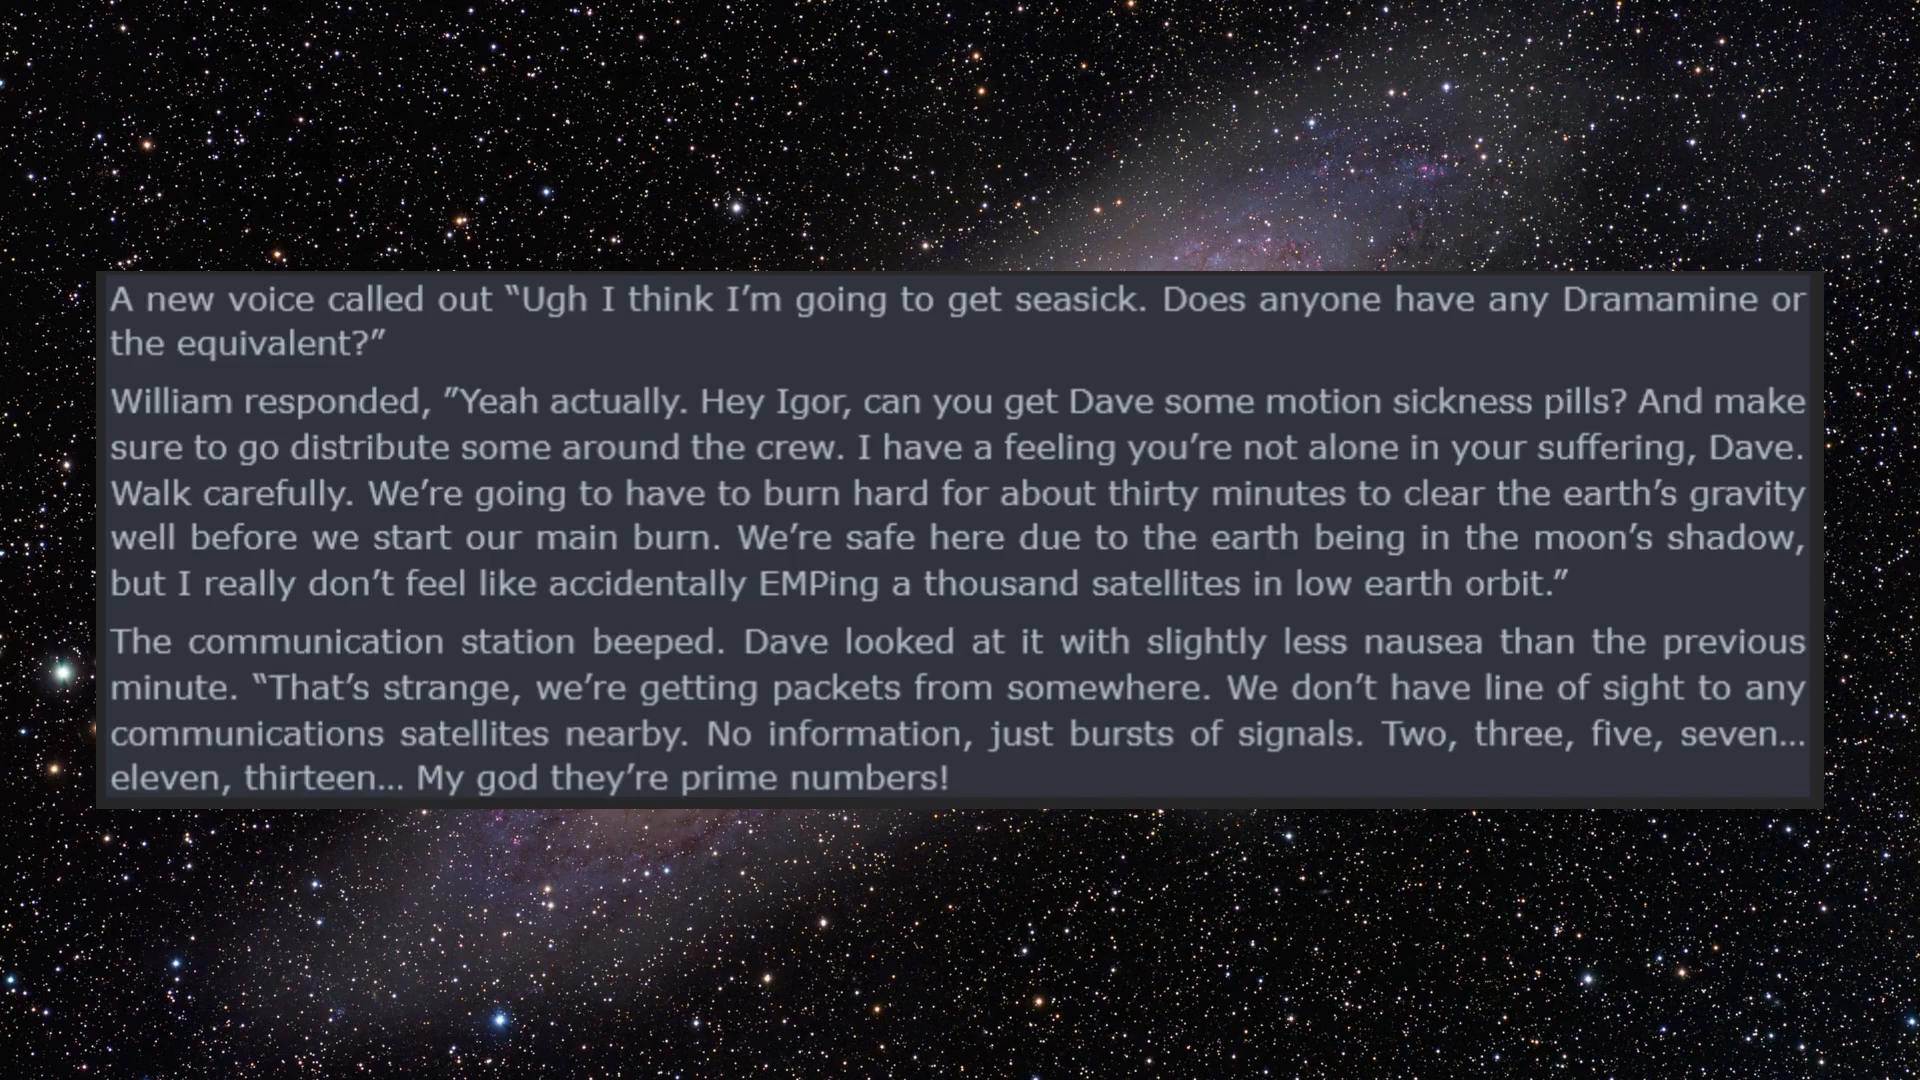 A new voice called out “Ugh I think I’m going to get seasick. Does anyone have any Dramamine or
the equivalent?”
William responded, ”Yeah actually. Hey Igor, can you get Dave some motion sickness pills? And make
sure to go distribute some around the crew. I have a feeling you’re not alone in your suffering, Dave.
Walk carefully. We’re going to have to burn hard for about thirty minutes to clear the earth’s gravity
well before we start our main burn. We’re safe here due to the earth being in the moon’s shadow,
but I really don’t feel like accidentally EMPing a thousand satellites in low earth orbit.”
The communication station beeped. Dave looked at it with slightly less nausea than the previous
minute. “That’s strange, we’re getting packets from somewhere. We don’t have line of sight to any
communications satellites nearby. No information, just bursts of signals. Two, three, five, seven...
eleven, thirteen... My god they’re prime numbers!